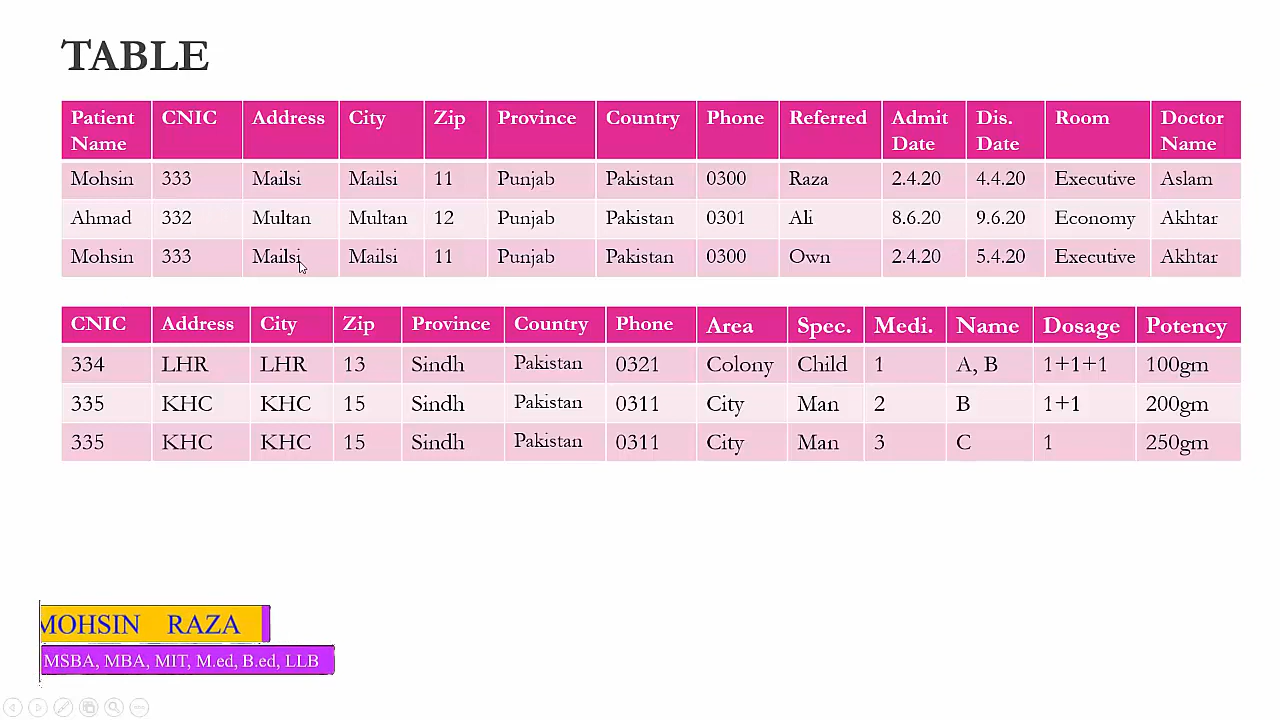 TABLE
Patient Name CNIC Address City Zip Province Country Phone Referred Admit Date Dis. Date Room Doctor Name
Mohsin 333 Mailsi Mailsi 11 Punjab Pakistan 0300 Raza 2.4.20 4.4.20 Executive Aslam
Ahmad 332 Multan Multan 12 Punjab Pakistan 0301 Ali 8.6.20 9.6.20 Economy Akhtar
Mohsin 333 Mailsi Mailsi 11 Punjab Pakistan 0300 Own 2.4.20 5.4.20 Executive Akhtar
CNIC Address City Zip Province Country Phone Area Spec. Medi. Name Dosage Potency
334 LHR LHR 13 Sindh Pakistan 0321 Colony Child 1 A, B 1+1+1 100gm
335 KHC KHC 15 Sindh Pakistan 0311 City Man 2 B 1+1 200gm
335 KHC KHC 15 Sindh Pakistan 0311 City Man 3 C 1 250gm
MOHSIN RAZA
MSBA, MBA, MIT, M.ed, B.ed, LLB